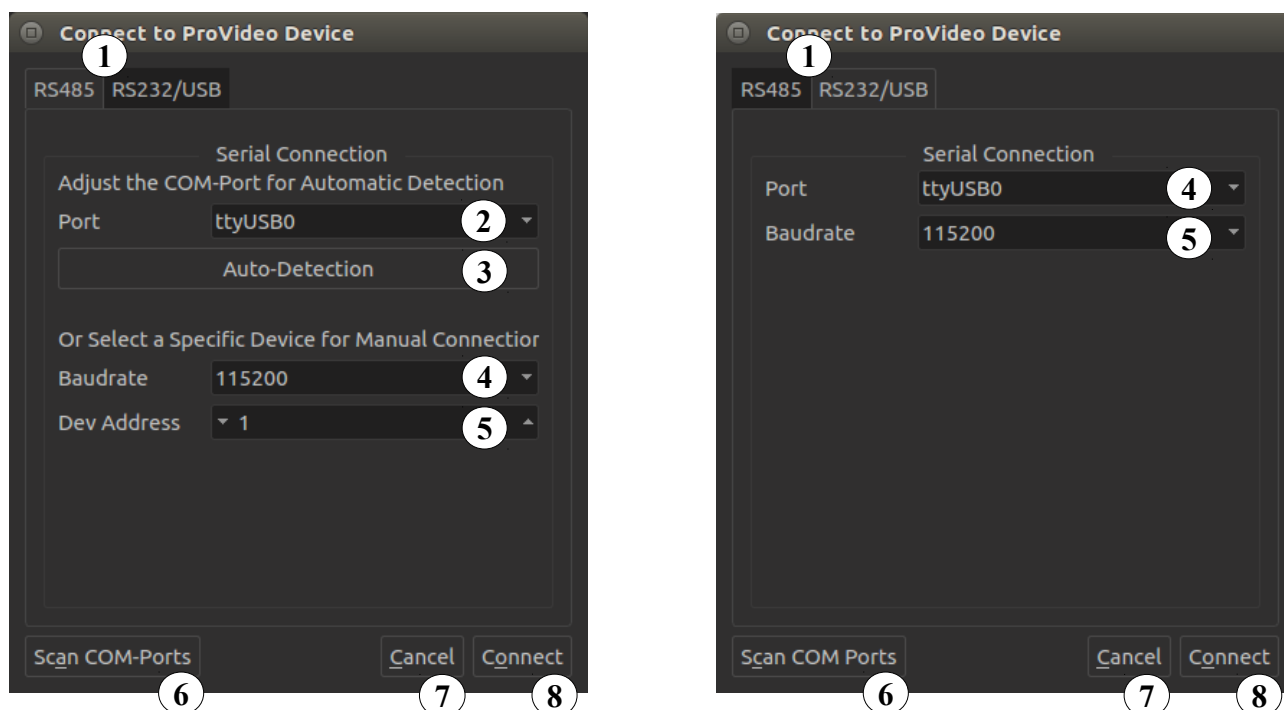 Connect to ProVideo Device
1
RS485 RS232/USB
Serial Connection
Adjust the COM-Port for Automatic Detection
Port ttyUSB0 2
Auto-Detection 3
Or Select a Specific Device for Manual Connection
Baudrate 115200 4
Dev Address 1 5
Scan COM-Ports Cancel Connect
6 7 8
Connect to ProVideo Device
1
RS485 RS232/USB
Serial Connection
Port ttyUSB0 4
Baudrate 115200 5
Scan COM Ports Cancel Connect
6 7 8